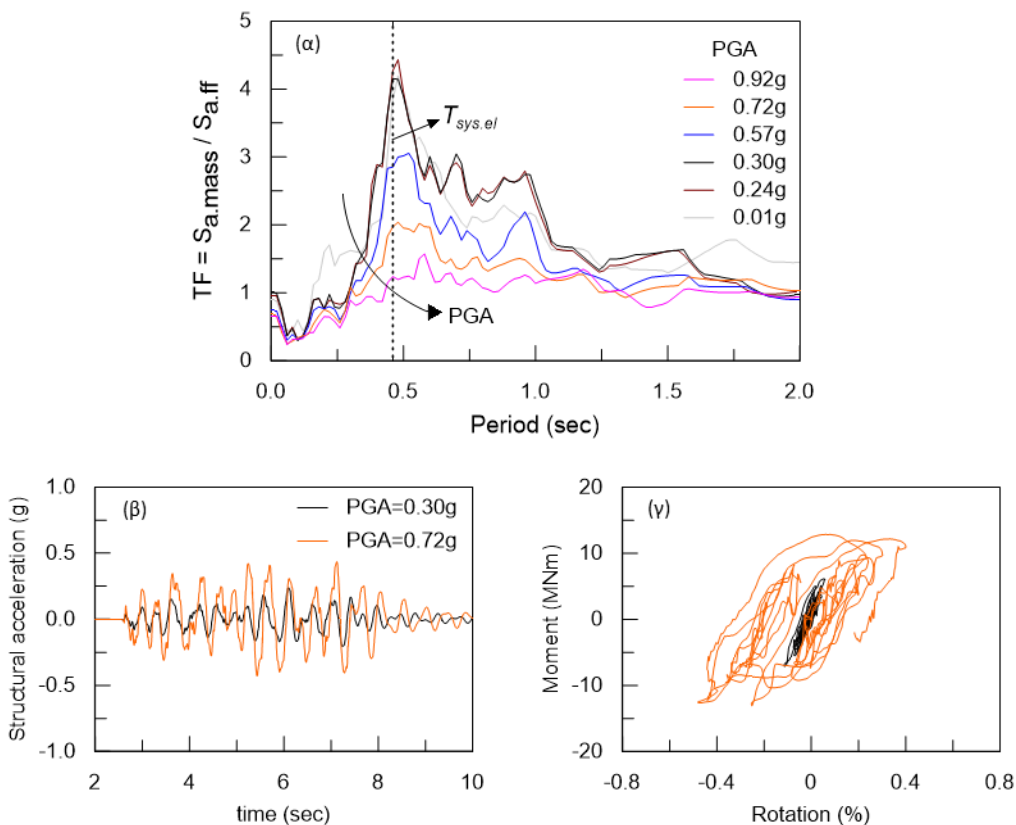 (α)
TF = Sa.mass / Sa.ff
5
4
3
2
1
0
0.0
0.5
1.0
1.5
2.0
Period (sec)
Tsys.el
PGA
PGA
0.92g
0.72g
0.57g
0.30g
0.24g
0.01g
(β)
Structural acceleration (g)
1.0
0.5
0.0
-0.5
-1.0
2
4
6
8
10
time (sec)
PGA=0.30g
PGA=0.72g
(γ)
Moment (MNm)
20
10
0
-10
-20
-0.8
-0.4
0
0.4
0.8
Rotation (%)